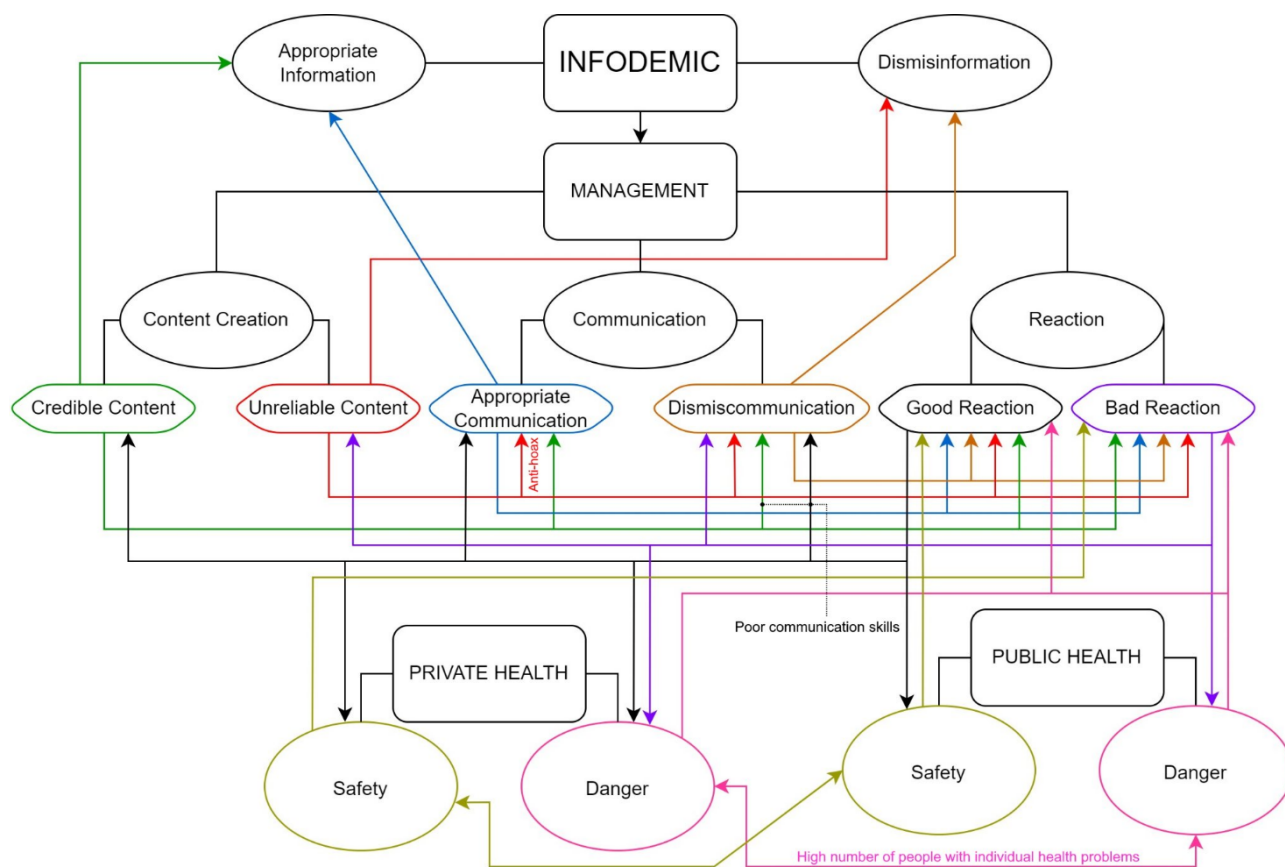 Appropriate
Information
INFODEMIC
Dismisinformation
MANAGEMENT
Content Creation
Communication
Reaction
Credible Content
Unreliable Content
Appropriate
Communication
Dismiscommunication
Good Reaction
Bad Reaction
Anti-hoax
Poor communication skills
PRIVATE HEALTH
PUBLIC HEALTH
Safety
Danger
Safety
Danger
High number of people with individual health problems